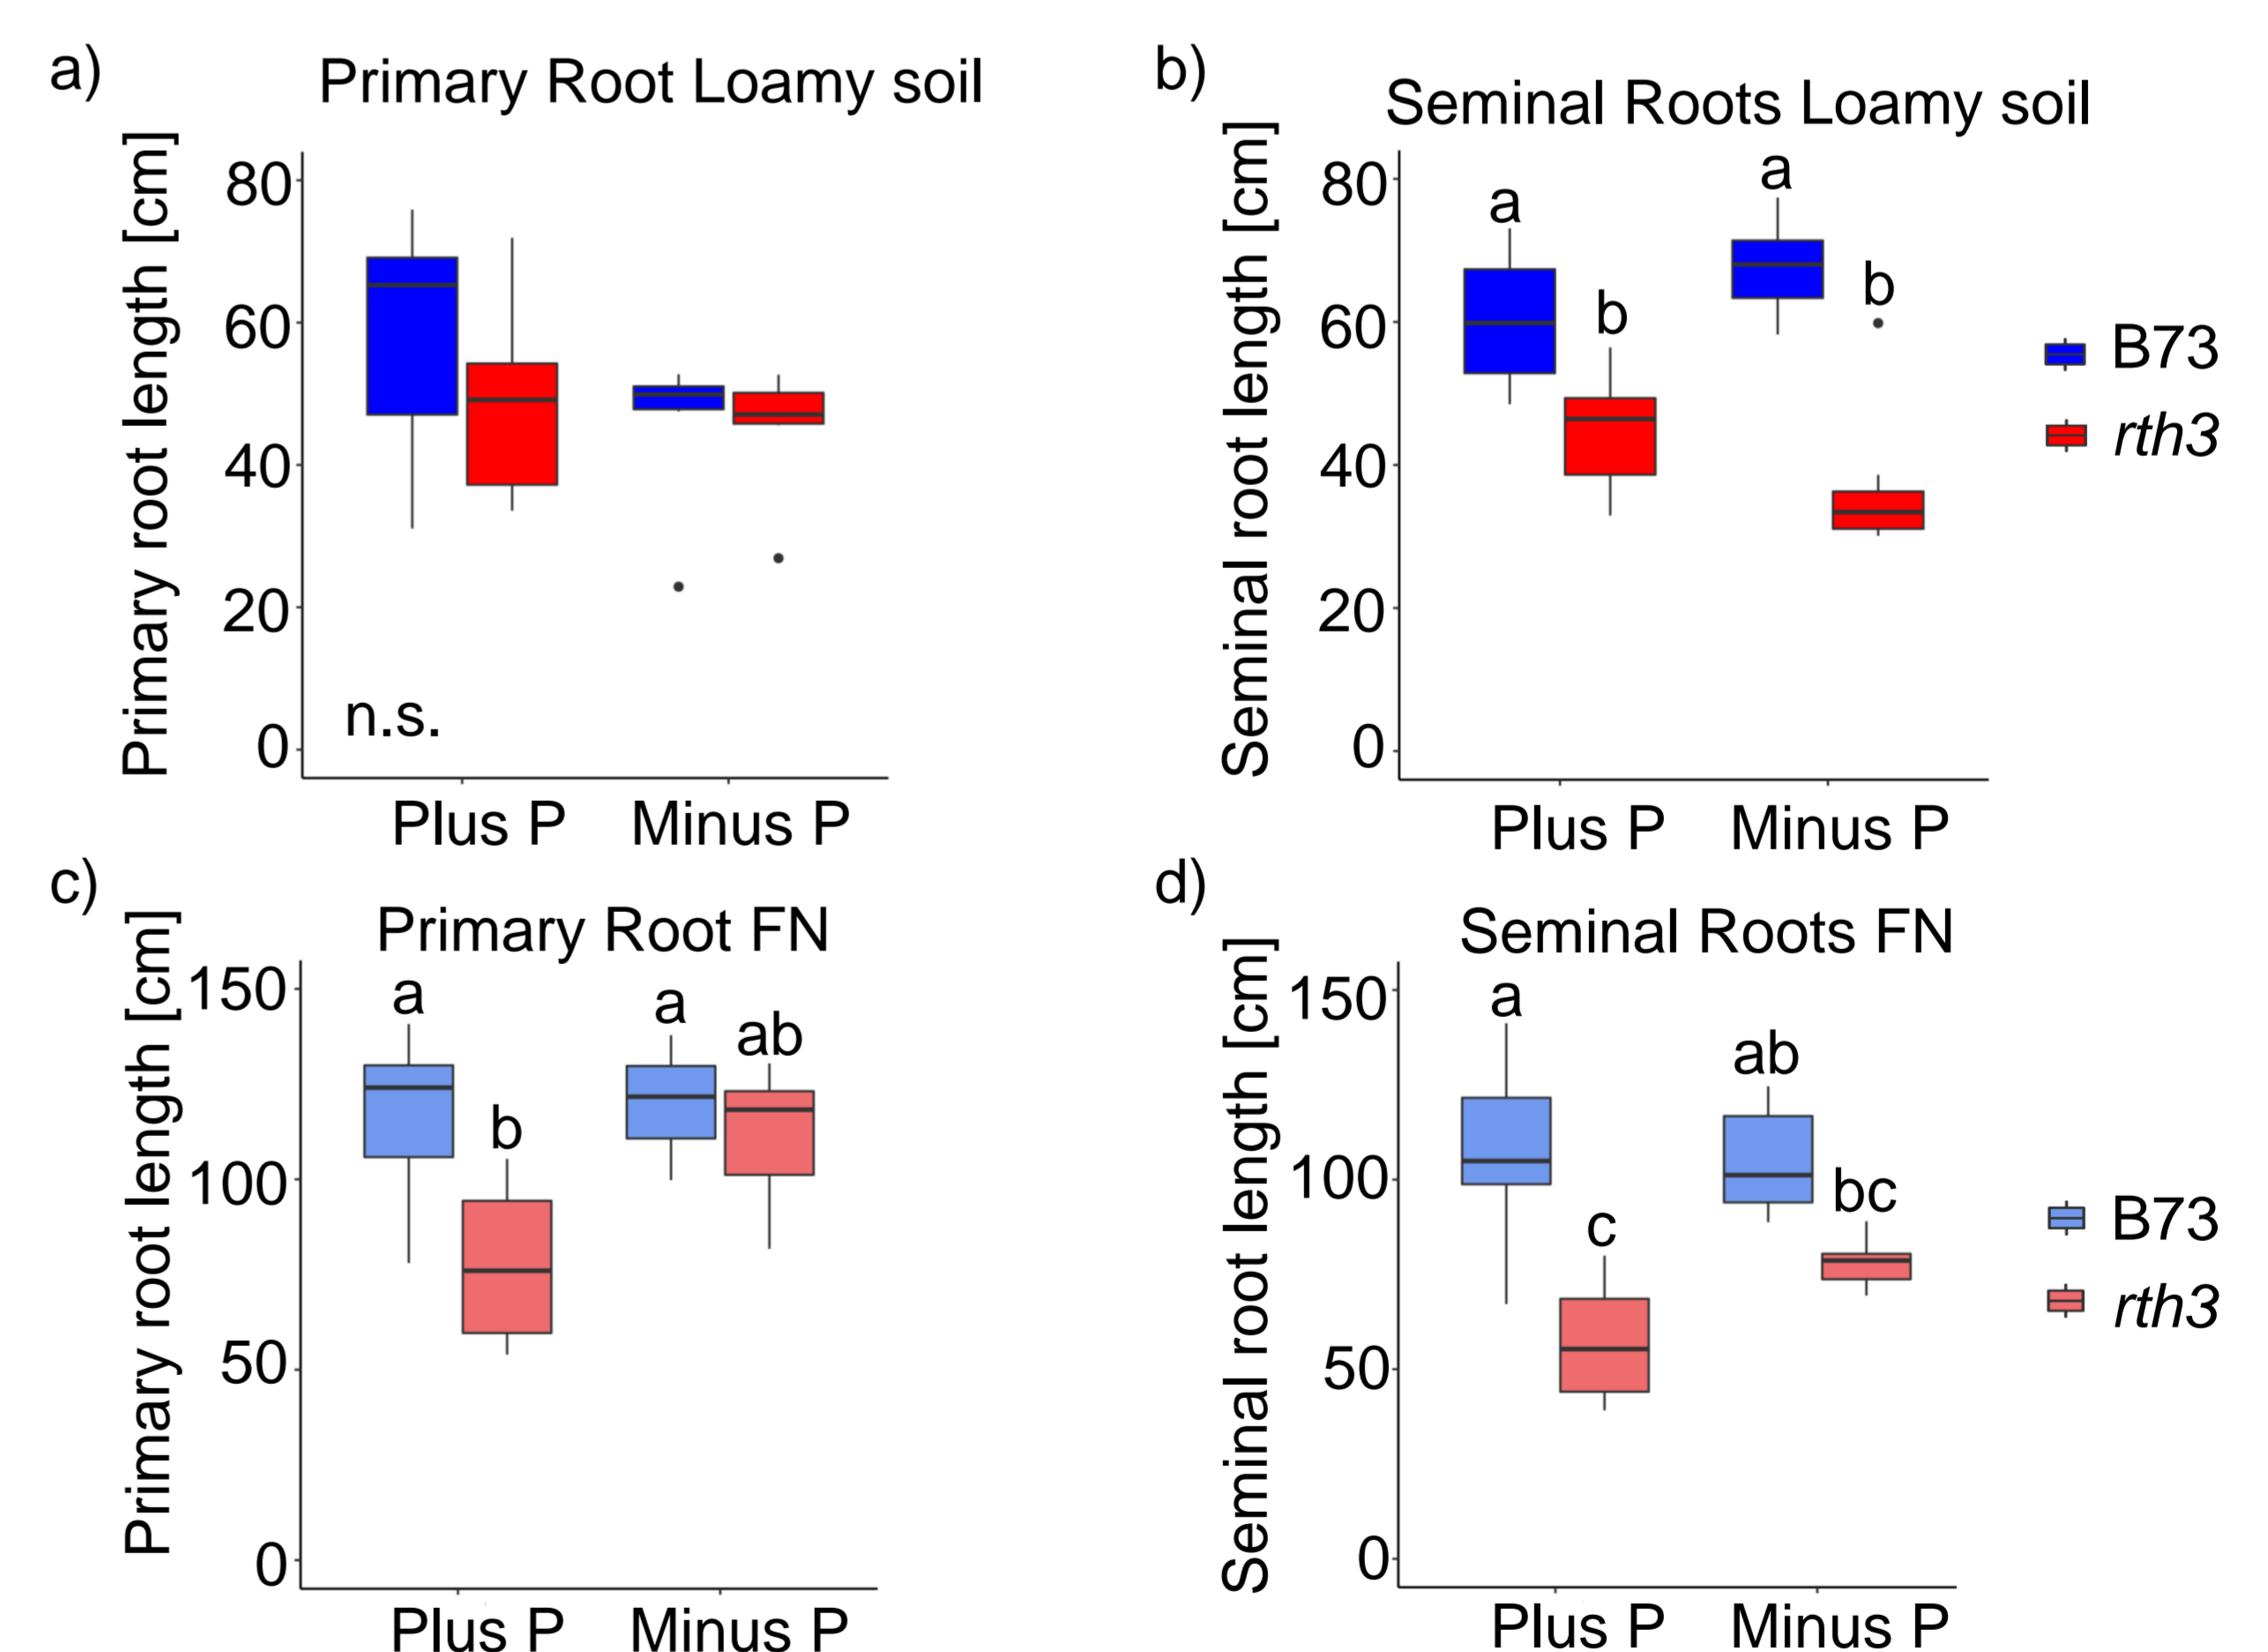 a)
Primary Root Loamy soil
Primary root length [cm]
80
60
40
20
0
n.s.
Plus P
Minus P
b)
Seminal Roots Loamy soil
Seminal root length [cm]
80
60
40
20
0
a
b
a
b
Plus P
Minus P
B73
rth3
c)
Primary Root FN
Primary root length [cm]
150
100
50
0
a
b
a
ab
Plus P
Minus P
d)
Seminal Roots FN
Seminal root length [cm]
150
100
50
0
a
c
ab
bc
Plus P
Minus P
B73
rth3